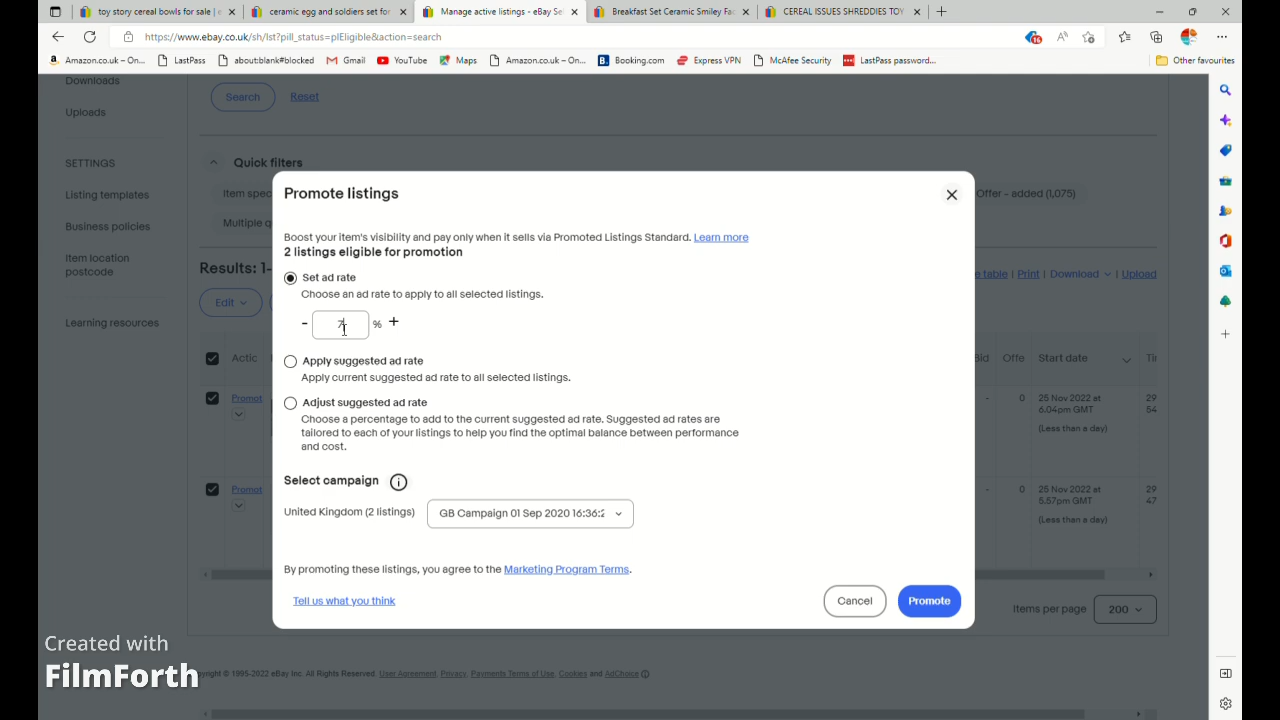 toy story cereal bowls for sale | e
ceramic egg and soldiers set for
Manage active listings - eBay Se
Breakfast Set Ceramic Smiley Fac
CEREAL ISSUES SHREDDIES TOY
https://www.ebay.co.uk/sh/lst?pill_status=plEligible&action=search
16
Amazon.co.uk – On...
LastPass
about:blank#blocked
Gmail
YouTube
Maps
Amazon.co.uk – On...
Booking.com
Express VPN
McAfee Security
LastPass password...
Other favourites
Downloads
Uploads
SETTINGS
Listing templates
Business policies
Item location
postcode
Learning resources
Search
Reset
Quick filters
Item spec
Offer - added (1,075)
Multiple q
Results: 1-
e table | Print | Download | Upload
Edit
Actic
Bid
Offe
Start date
Promot
0
25 Nov 2022 at
6.04pm GMT
29
54
(Less than a day)
Promot
0
25 Nov 2022 at
5.57pm GMT
29
47
(Less than a day)
Items per page
200
Promote listings
Boost your item's visibility and pay only when it sells via Promoted Listings Standard. Learn more
2 listings eligible for promotion
Set ad rate
Choose an ad rate to apply to all selected listings.
- 7 % +
Apply suggested ad rate
Apply current suggested ad rate to all selected listings.
Adjust suggested ad rate
Choose a percentage to add to the current suggested ad rate. Suggested ad rates are
tailored to each of your listings to help you find the optimal balance between performance
and cost.
Select campaign
United Kingdom (2 listings)
GB Campaign 01 Sep 2020 16:36:2
By promoting these listings, you agree to the Marketing Program Terms.
Tell us what you think
Cancel
Promote
Created with
FilmForth
pyright © 1995-2022 eBay Inc. All Rights Reserved. User Agreement, Privacy, Payments Terms of Use, Cookies and AdChoice